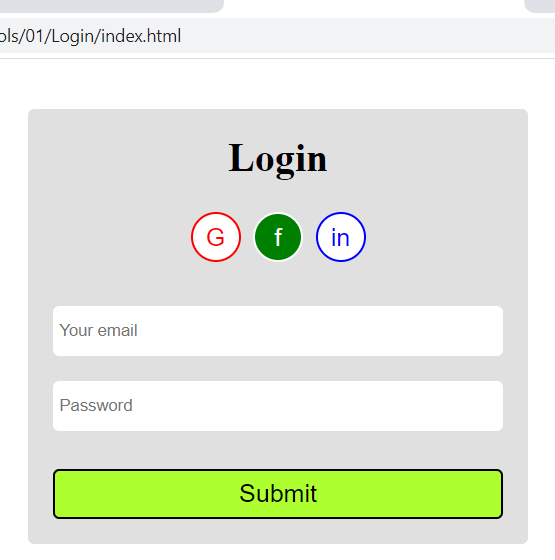 ols/01/Login/index.html
Login
G f in
Your email
Password
Submit